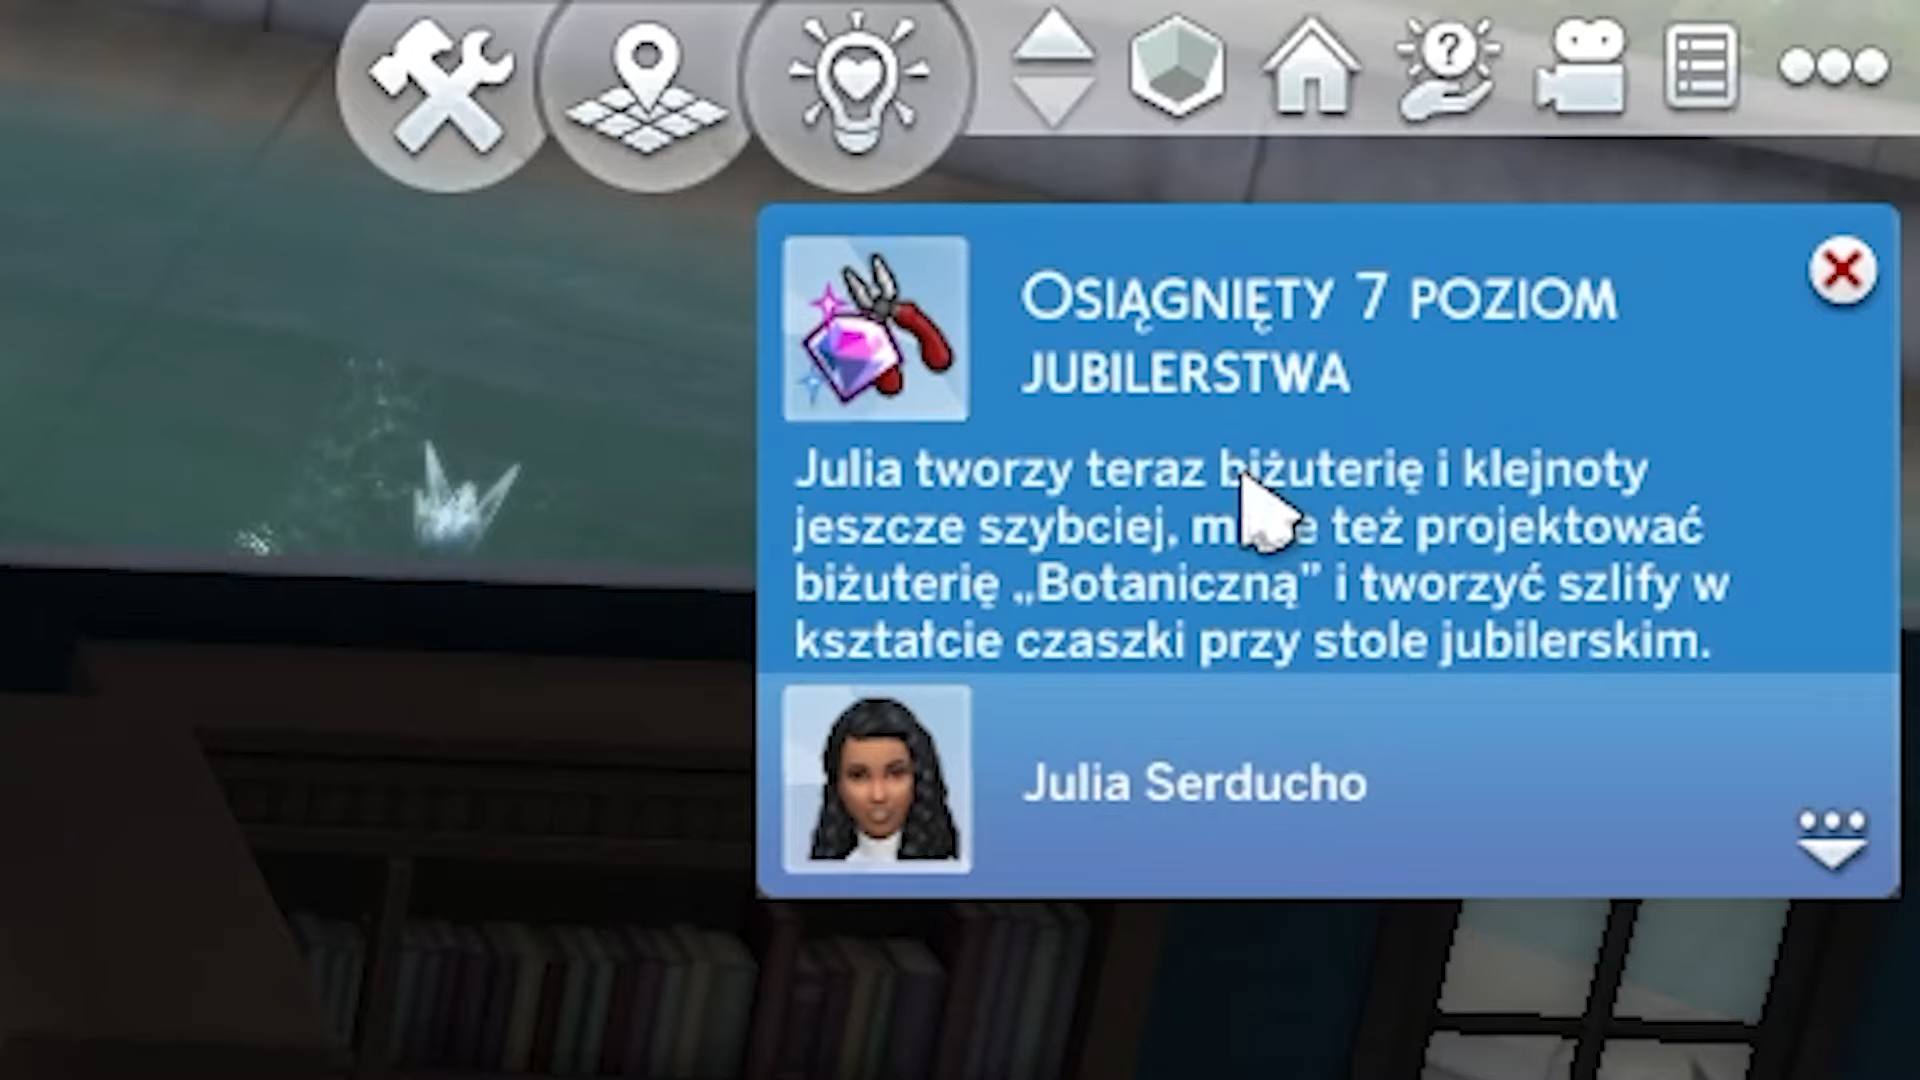 Osiągnięty 7 poziom
jubilerstwa
Julia tworzy teraz biżuterię i klejnoty
jeszcze szybciej, też projektować
biżuterię „Botaniczną” i tworzyć szlify w
kształcie czaszki przy stole jubilerskim.
Julia Serducho